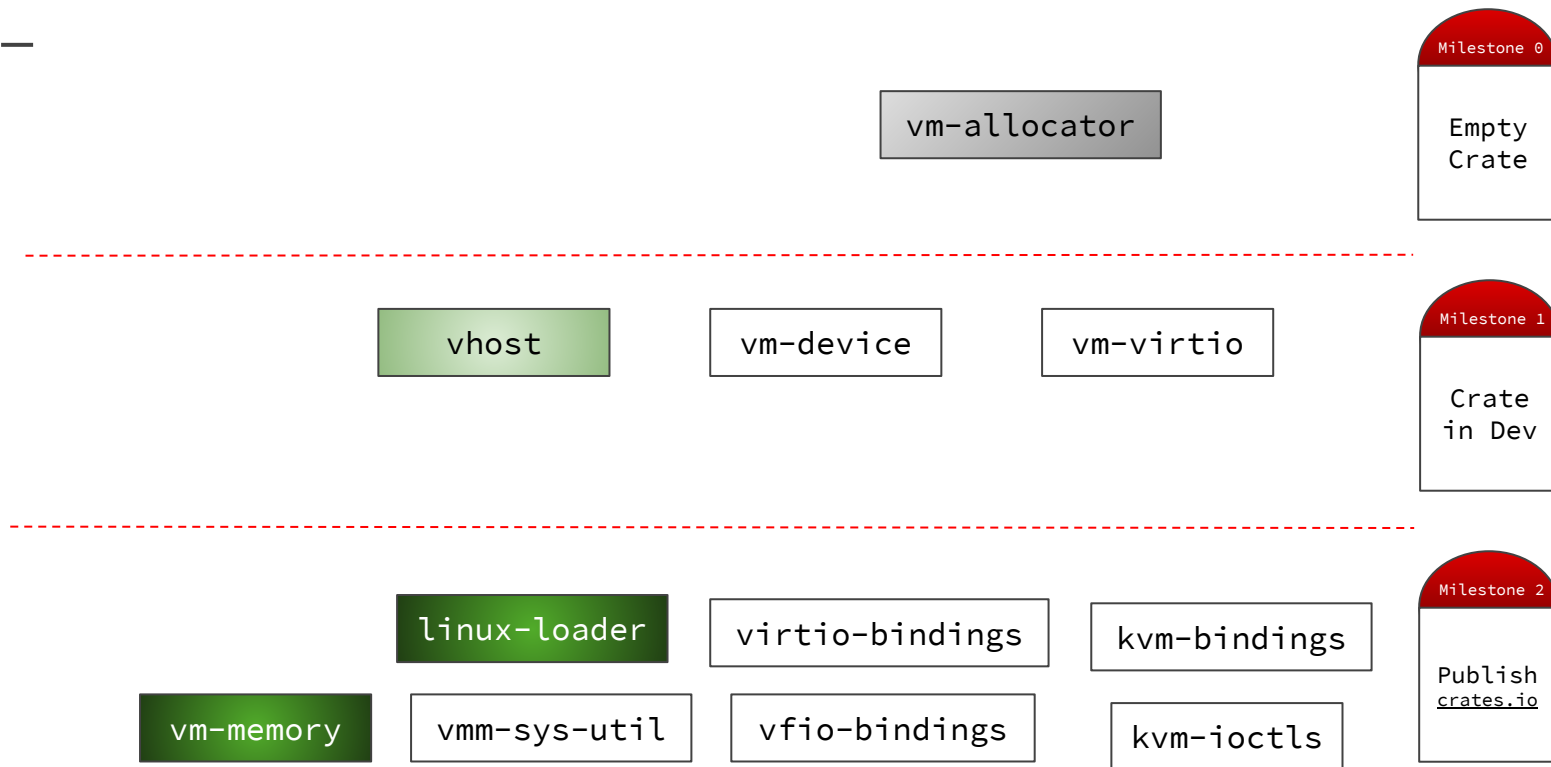 Milestone 0
vm-allocator
Empty
Crate
Milestone 1
vhost
vm-device
vm-virtio
Crate
in Dev
Milestone 2
linux-loader
virtio-bindings
kvm-bindings
Publish
crates.io
vm-memory
vmm-sys-util
vfio-bindings
kvm-ioctls